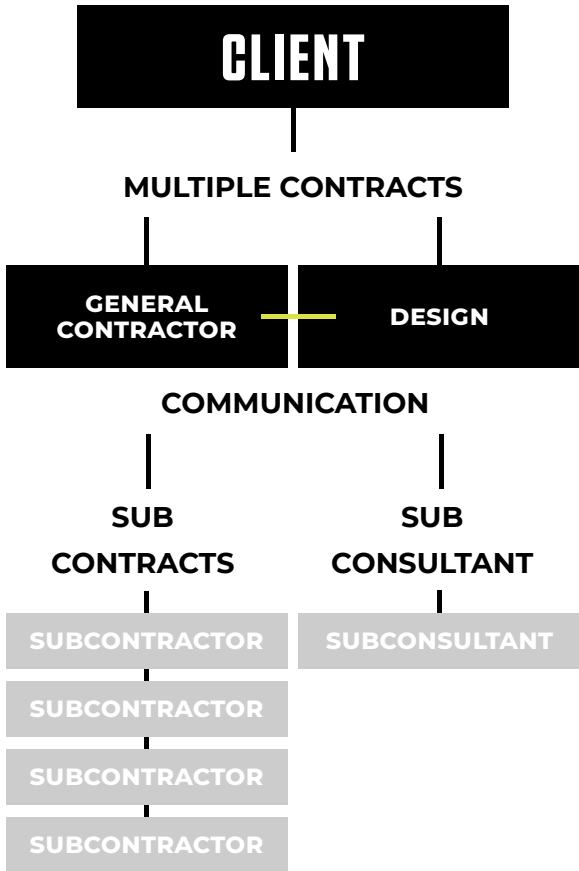 CLIENT
MULTIPLE CONTRACTS
GENERAL
CONTRACTOR
DESIGN
COMMUNICATION
SUB
CONTRACTS
SUB
CONSULTANT
SUBCONTRACTOR
SUBCONSULTANT
SUBCONTRACTOR
SUBCONTRACTOR
SUBCONTRACTOR